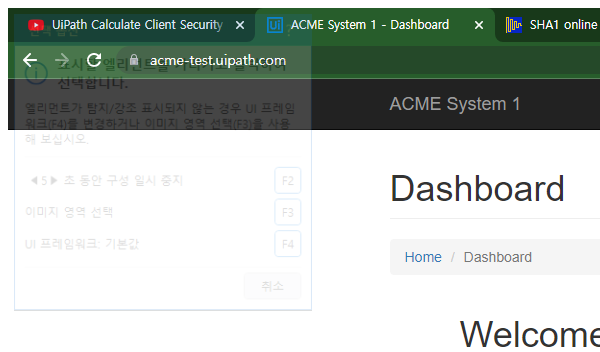 UiPath Calculate Client Security
ACME System 1 - Dashboard
SHA1 online
acme-test.uipath.com
선택합니다.
엘리먼트가 탐지/강조 표시되지 않는 경우 UI 프레임
워크(F4)를 변경하거나 이미지 영역 선택(F3)을 사용
해 보십시오.
◀5▶ 초 동안 구성 일시 중지
F2
이미지 영역 선택
F3
UI 프레임워크: 기본값
F4
취소
ACME System 1
Dashboard
Home / Dashboard
Welcome